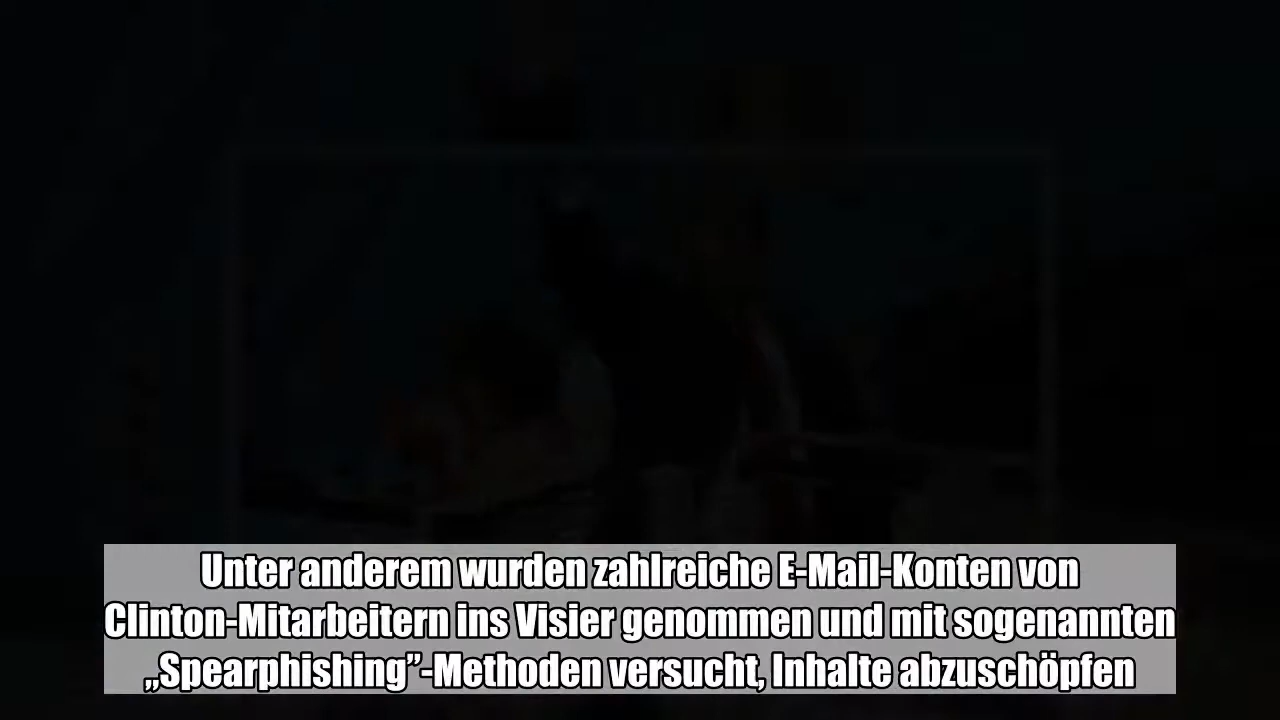 Unter anderem wurden zahlreiche E-Mail-Konten von
Clinton-Mitarbeitern ins Visier genommen und mit sogenannten
„Spearphishing”-Methoden versucht, Inhalte abzuschöpfen